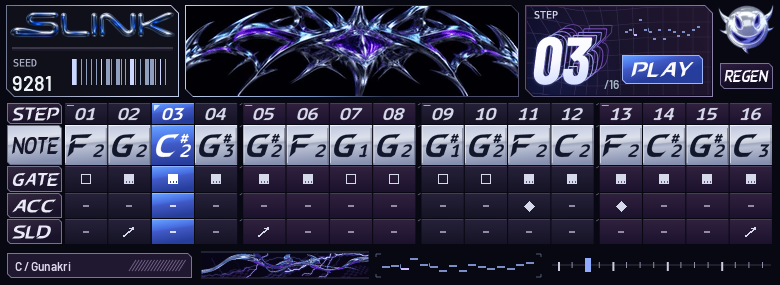 SLINK
SEED
9281
STEP
03
/16
PLAY
REGEN
STEP 01 02 03 04 05 06 07 08 09 10 11 12 13 14 15 16
NOTE F2 G2 C#2 G#3 G#2 F2 G1 G2 G#1 G#2 F2 C2 F2 C#2 G#2 C3
GATE
ACC - - - - - - - - - - ◆ - ◆ - - -
SLD - - - - - - - - - - - - -
C / Gunakri